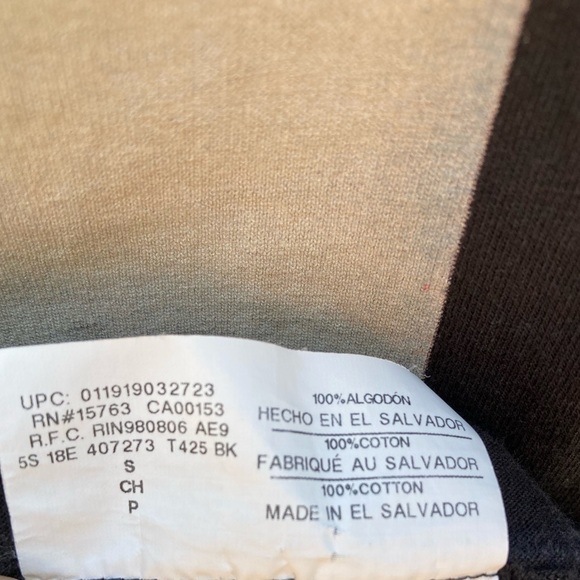 UPC: 011919032723
RN#15763 CA00153
R.F.C. RIN980806 AE9
5S 18E 407273 T425 BK
S
CH
P
100%ALGODÓN
HECHO EN EL SALVADOR
100%COTON
FABRIQUÉ AU SALVADOR
100%COTTON
MADE IN EL SALVADOR